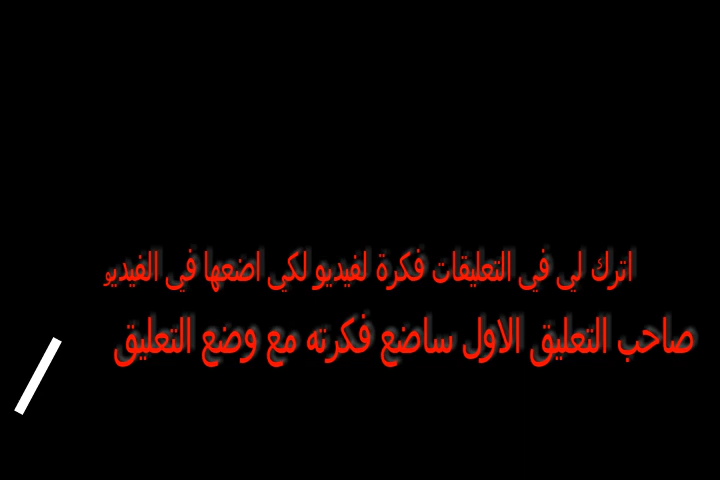 اترك لي في التعليقات فكرة لفيديو لكي اضعها في الفيديو
صاحب التعليق الاول ساضع فكرته مع وضع التعليق